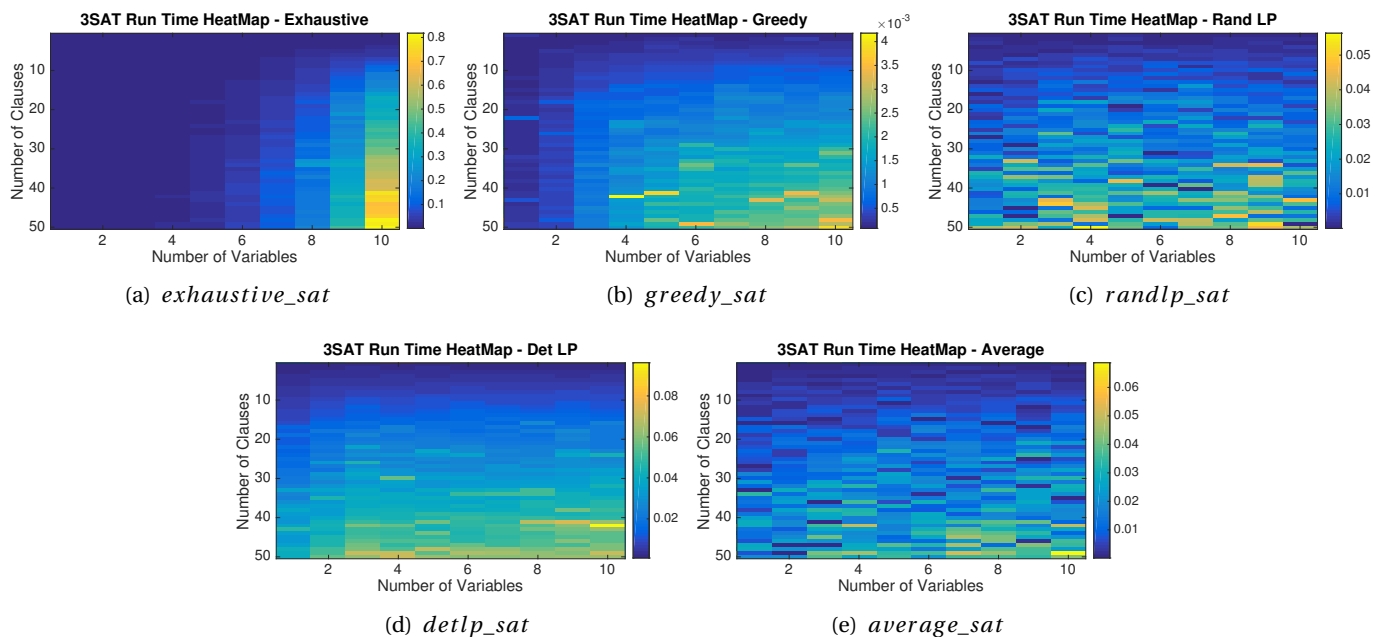 3SAT Run Time HeatMap - Exhaustive
Number of Clauses
10
20
30
40
50
2 4 6 8 10
Number of Variables
0.8
0.7
0.6
0.5
0.4
0.3
0.2
0.1
(a) exhaustive_sat
3SAT Run Time HeatMap - Greedy
×10⁻³
Number of Clauses
10
20
30
40
50
2 4 6 8 10
Number of Variables
4
3.5
3
2.5
2
1.5
1
0.5
(b) greedy_sat
3SAT Run Time HeatMap - Rand LP
Number of Clauses
10
20
30
40
50
2 4 6 8 10
Number of Variables
0.05
0.04
0.03
0.02
0.01
(c) randlp_sat
3SAT Run Time HeatMap - Det LP
Number of Clauses
10
20
30
40
50
2 4 6 8 10
Number of Variables
0.08
0.06
0.04
0.02
(d) detlp_sat
3SAT Run Time HeatMap - Average
Number of Clauses
10
20
30
40
50
2 4 6 8 10
Number of Variables
0.06
0.05
0.04
0.03
0.02
0.01
(e) average_sat